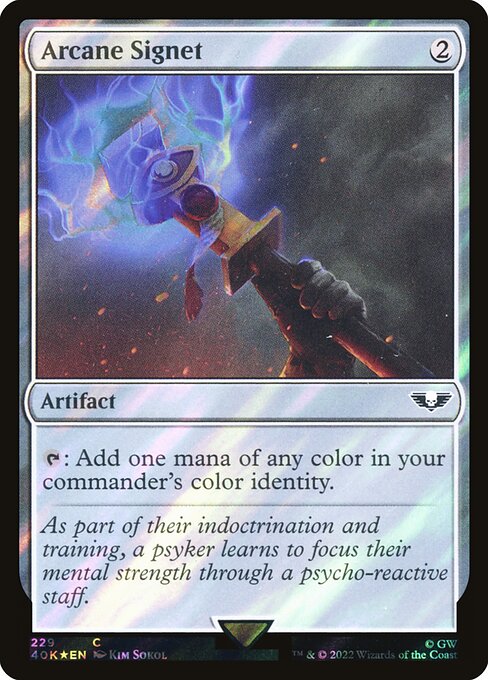 Arcane Signet 2
Artifact
: Add one mana of any color in your
commander's color identity.
As part of their indoctrination and
training, a psyker learns to focus their
mental strength through a psycho-reactive
staff.
229 C © GW
40K★EN Kim Sokol ™ & © 2022 Wizards of the Coast